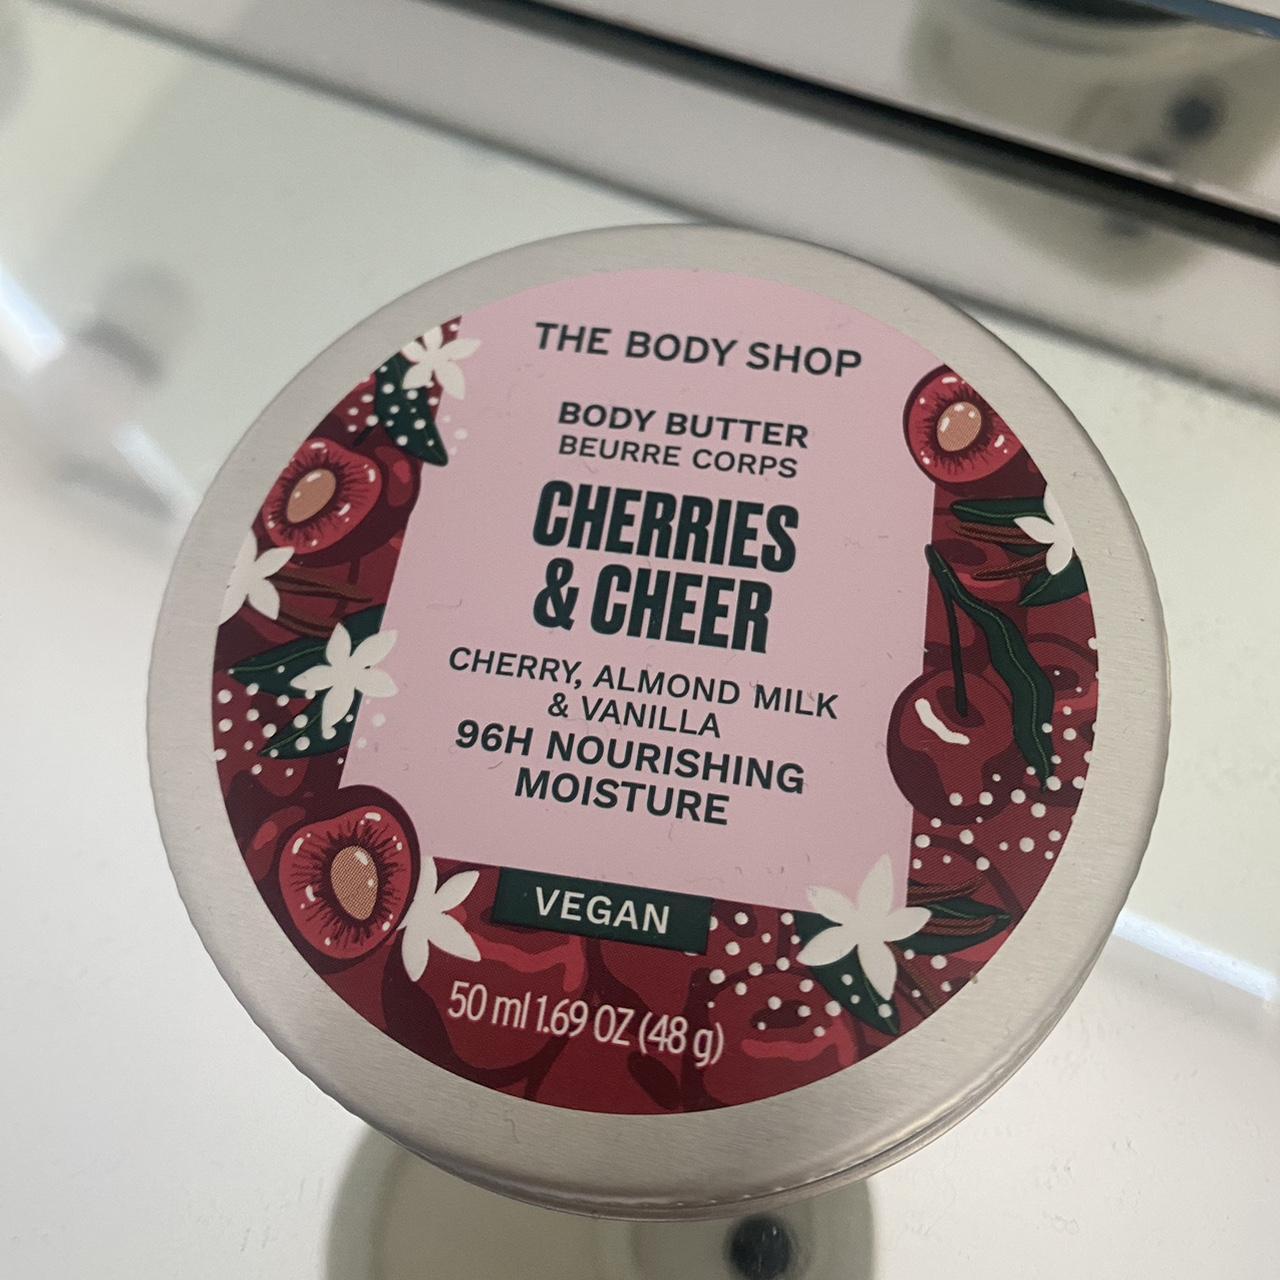 THE BODY SHOP
BODY BUTTER
BEURRE CORPS
CHERRIES
& CHEER
CHERRY, ALMOND MILK
& VANILLA
96H NOURISHING
MOISTURE
VEGAN
50 ml 1.69 OZ (48 g)